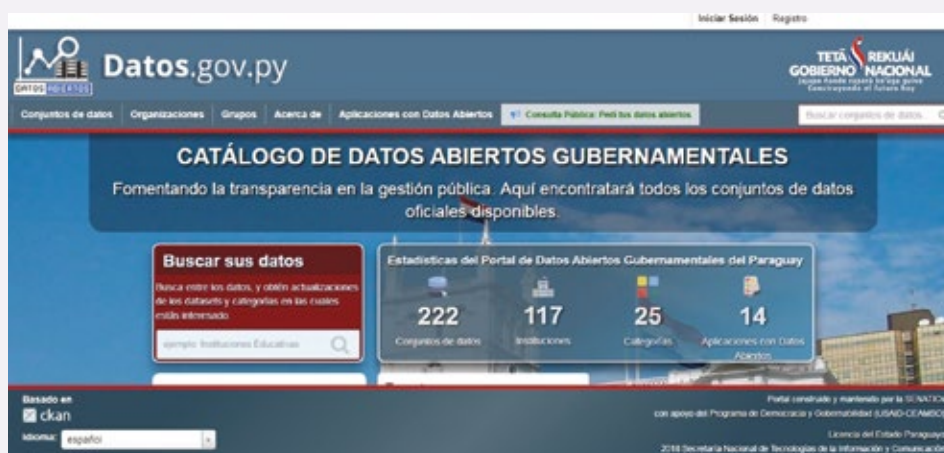 Iniciar Sesión Registro
DATOS ABIERTOS
Datos.gov.py
TETÃ REKUÁI
GOBIERNO NACIONAL
Conjuntos de datos Organizaciones Grupos Acerca de Aplicaciones con Datos Abiertos Consulta Pública: Pedí tus datos abiertos
Buscar conjuntos de datos...
CATÁLOGO DE DATOS ABIERTOS GUBERNAMENTALES
Fomentando la transparencia en la gestión pública. Aquí encontratará todos los conjuntos de datos
oficiales disponibles.
Buscar sus datos
Busca entre los datos, y obtén actualizaciones
de los datasets y categorías en las cuales
estás interesado.
ejemplo: Instituciones Educativas
Estadísticas del Portal de Datos Abiertos Gubernamentales del Paraguay
222
Conjuntos de datos
117
Instituciones
25
Categorías
14
Aplicaciones con Datos
Abiertos
Basado en
ckan
Idioma: español
Portal construido y mantenido por la SENATICs
con apoyo del Programa de Democracia y Gobernabilidad (USAID-CEAMSO)
Licencia del Estado Paraguayo
2018 Secretaría Nacional de Tecnologías de la Información y Comunicación